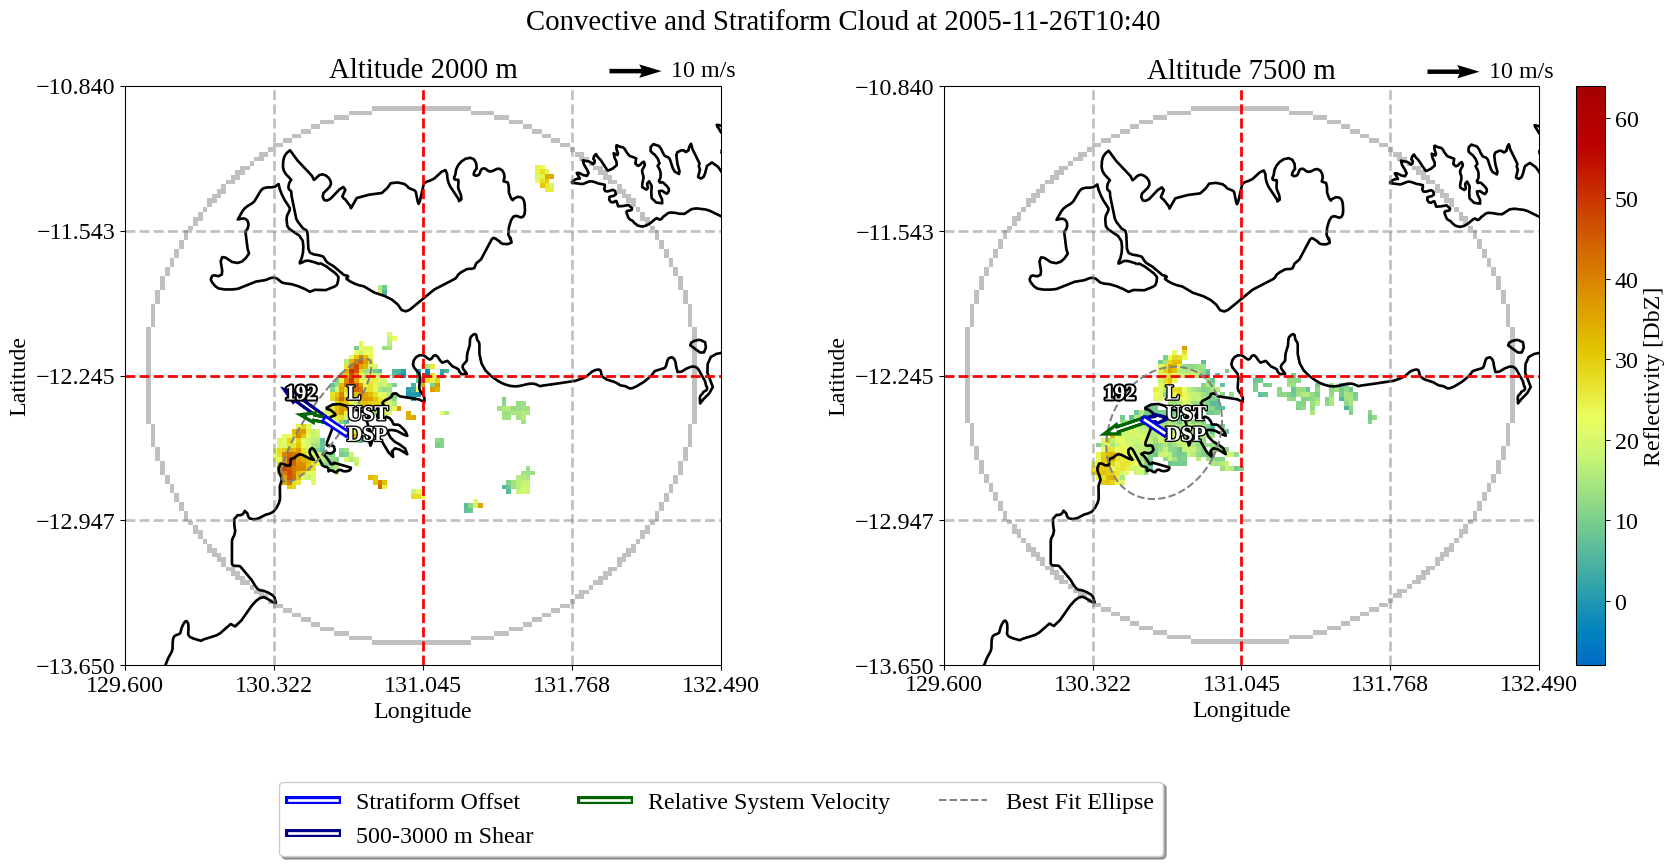 Convective and Stratiform Cloud at 2005-11-26T10:40
Altitude 2000 m
10 m/s
−10.840
−11.543
−12.245
−12.947
−13.650
129.600
130.322
131.045
131.768
132.490
Latitude
Longitude
192
L
UST
DSP
Altitude 7500 m
10 m/s
−10.840
−11.543
−12.245
−12.947
−13.650
129.600
130.322
131.045
131.768
132.490
Latitude
Longitude
192
L
UST
DSP
60
50
40
30
20
10
0
Reflectivity [DbZ]
Stratiform Offset
500-3000 m Shear
Relative System Velocity
Best Fit Ellipse